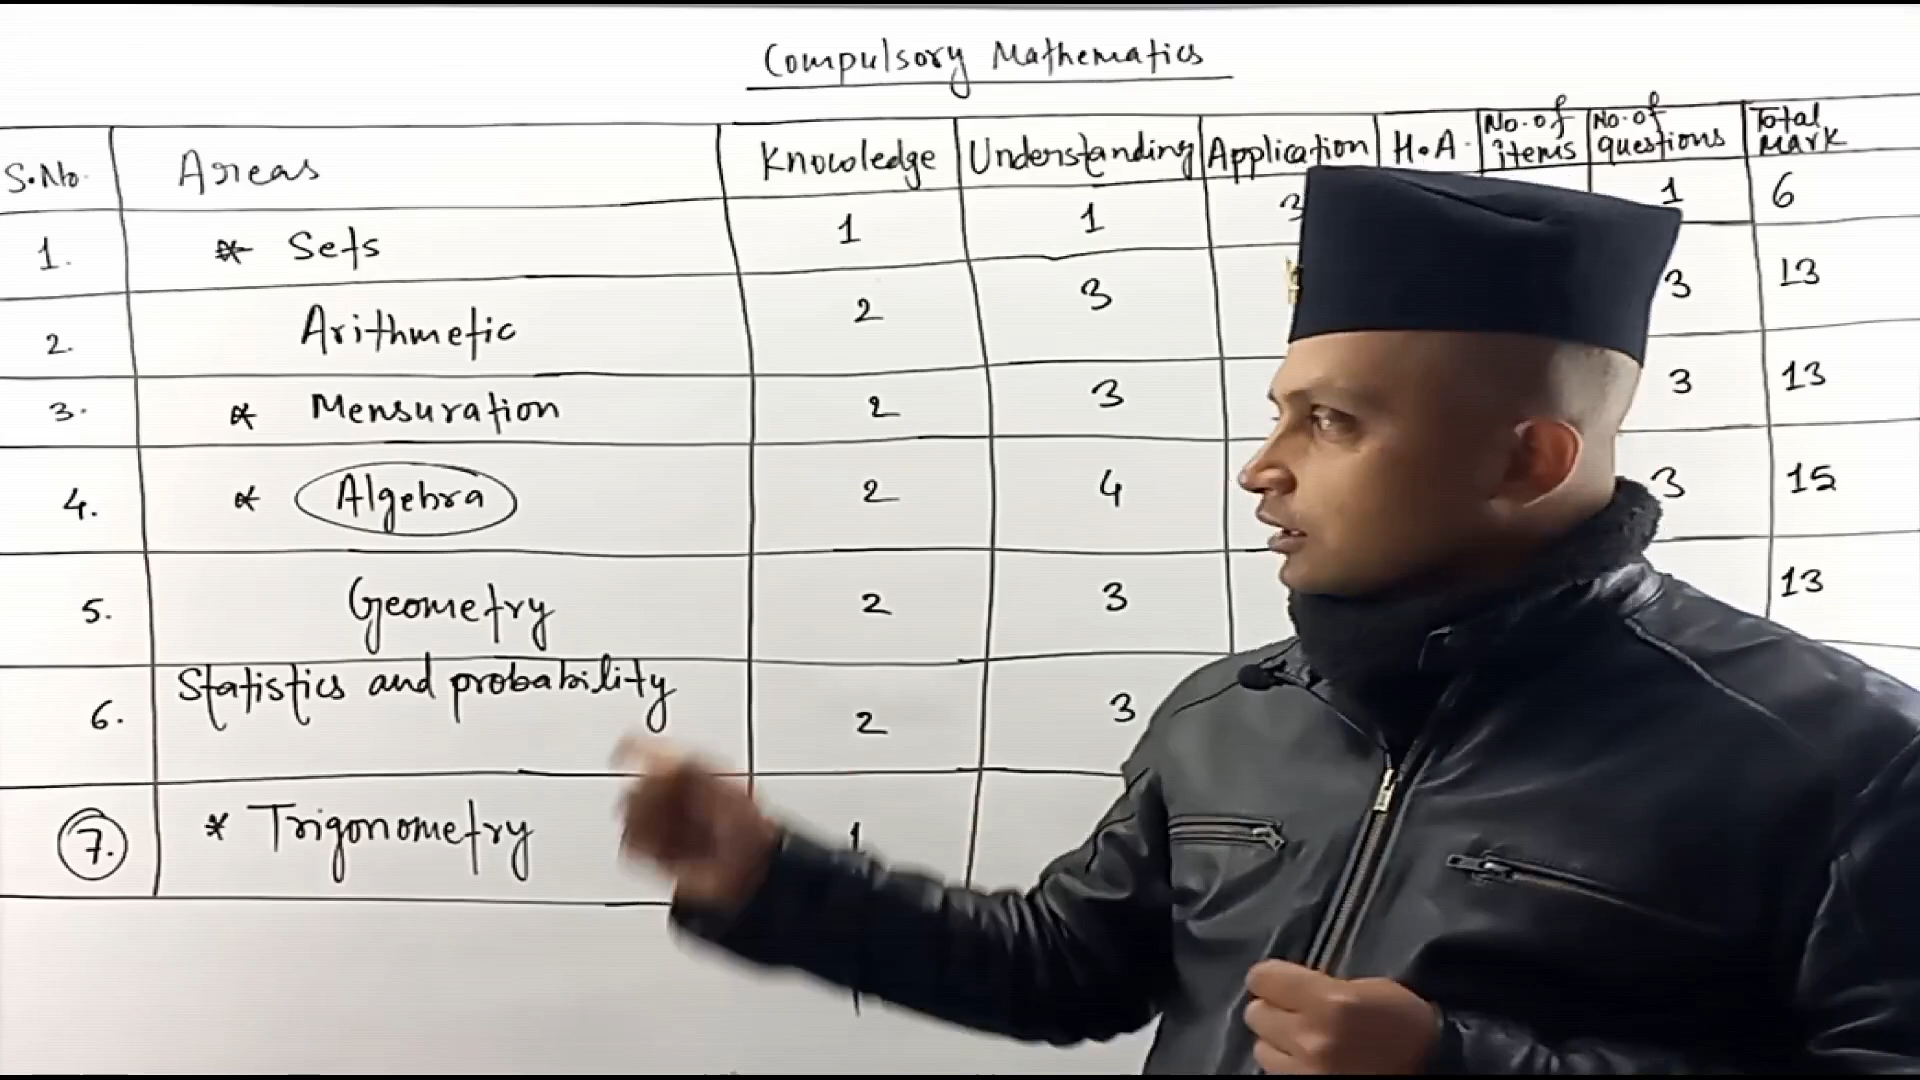 Compulsory Mathematics
S.No. Areas Knowledge Understanding Application H.A. No. of items No. of questions Total Mark
1. * Sets 1 1 1 6
2. Arithmetic 2 3 3 13
3. * Mensuration 2 3 3 13
4. * Algebra 2 4 3 15
5. Geometry 2 3 13
6. Statistics and probability 2 3
7. * Trigonometry 1